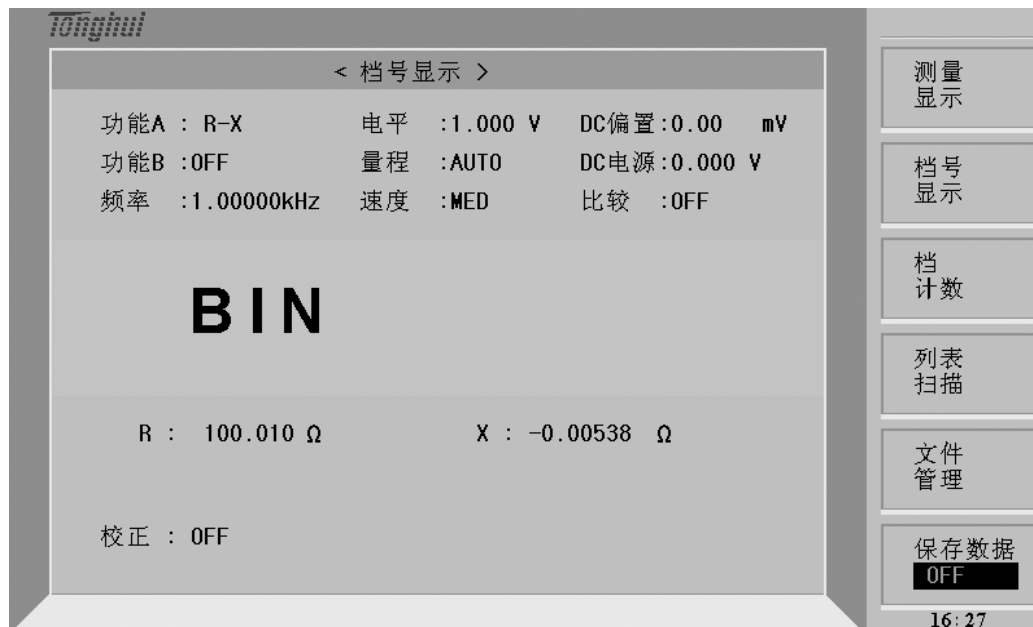 Tonghui
< 档号显示 >
功能A : R-X 电平 :1.000 V DC偏置:0.00 mV
功能B :OFF 量程 :AUTO DC电源:0.000 V
频率 :1.00000kHz 速度 :MED 比较 :OFF
BIN
R : 100.010 Ω X : -0.00538 Ω
校正 : OFF
测量
显示
档号
显示
档
计数
列表
扫描
文件
管理
保存数据
OFF
16:27